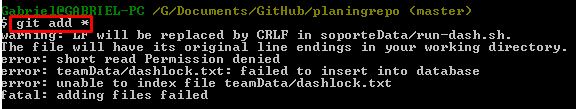 Gabriel@GABRIEL-PC /G/Documents/GitHub/planingrepo (master)
$ git add *
warning: LF will be replaced by CRLF in soporteData/run-dash.sh.
The file will have its original line endings in your working directory.
error: short read Permission denied
error: teamData/dashlock.txt: failed to insert into database
error: unable to index file teamData/dashlock.txt
fatal: adding files failed